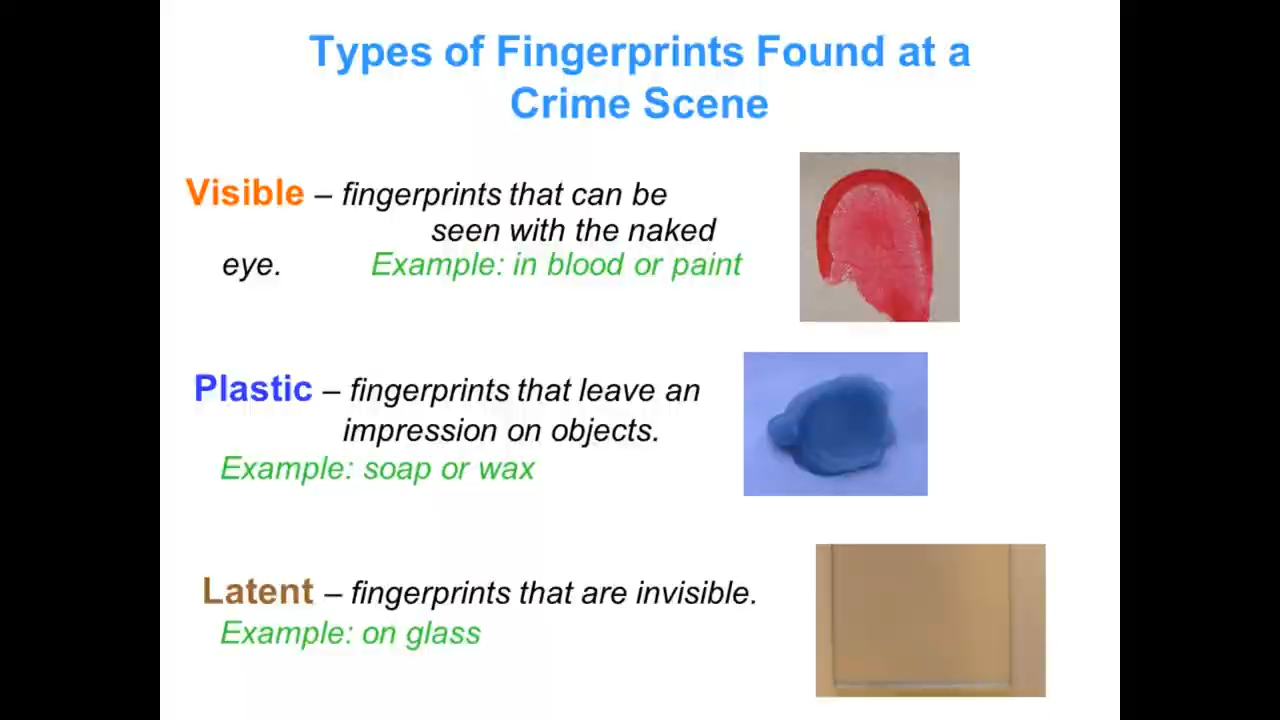 Types of Fingerprints Found at a
Crime Scene
Visible – fingerprints that can be
seen with the naked
eye. Example: in blood or paint
Plastic – fingerprints that leave an
impression on objects.
Example: soap or wax
Latent – fingerprints that are invisible.
Example: on glass